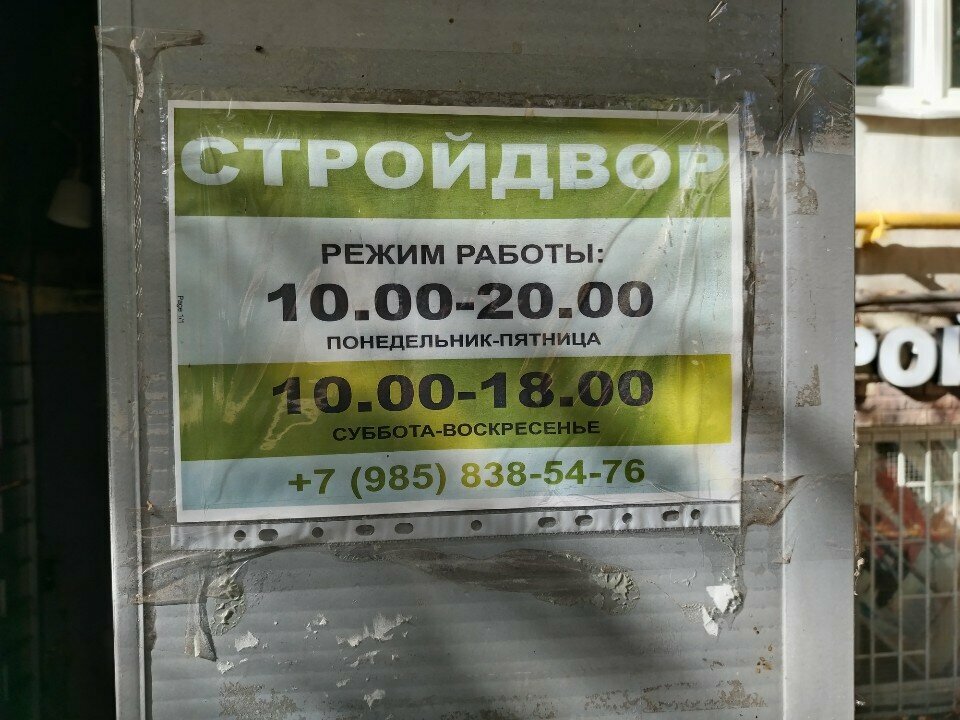 СТРОЙДВОР
РЕЖИМ РАБОТЫ:
10.00-20.00
ПОНЕДЕЛЬНИК-ПЯТНИЦА
10.00-18.00
СУББОТА-ВОСКРЕСЕНЬЕ
+7 (985) 838-54-76
РОЙ